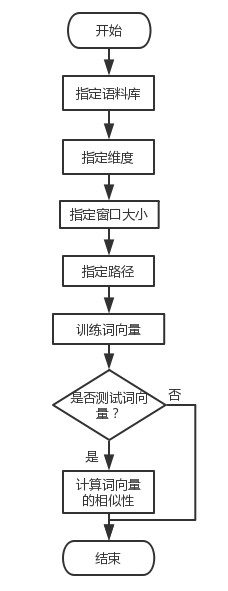 开始
指定语料库
指定维度
指定窗口大小
指定路径
训练词向量
是否测试词向
量？
否
是
计算词向量
的相似性
结束